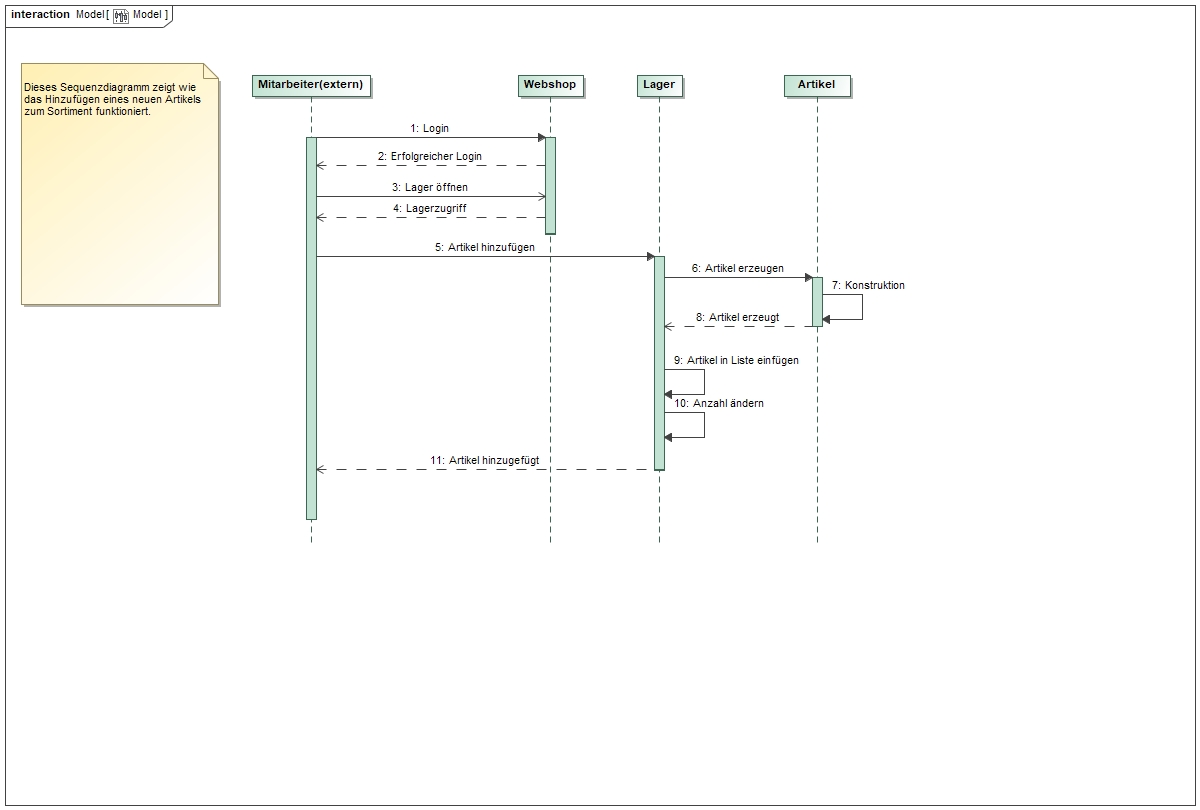 interaction Model [ Model ]
Dieses Sequenzdiagramm zeigt wie
das Hinzufügen eines neuen Artikels
zum Sortiment funktioniert.
Mitarbeiter(extern)
Webshop
Lager
Artikel
1: Login
2: Erfolgreicher Login
3: Lager öffnen
4: Lagerzugriff
5: Artikel hinzufügen
6: Artikel erzeugen
7: Konstruktion
8: Artikel erzeugt
9: Artikel in Liste einfügen
10: Anzahl ändern
11: Artikel hinzugefügt